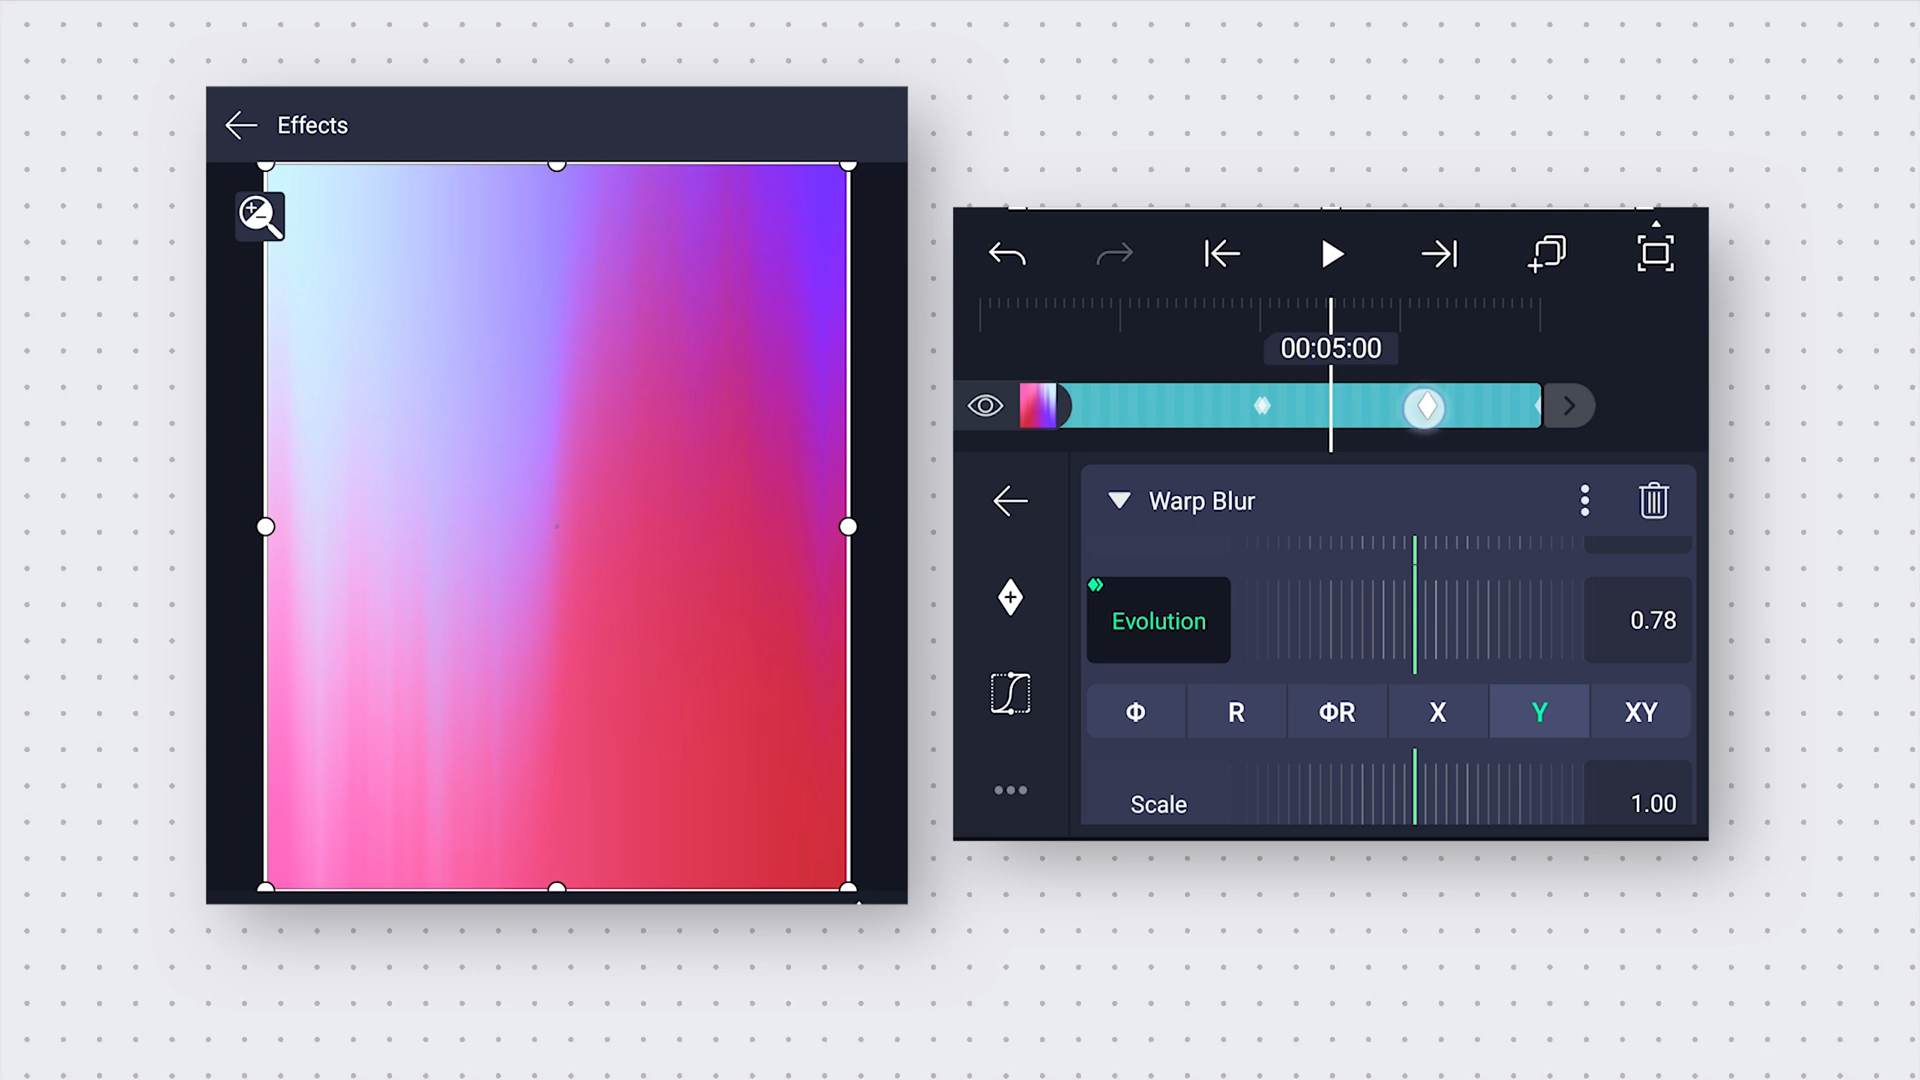 Effects
00:05:00
Warp Blur
Evolution
0.78
Φ R ΦR X Y XY
Scale
1.00